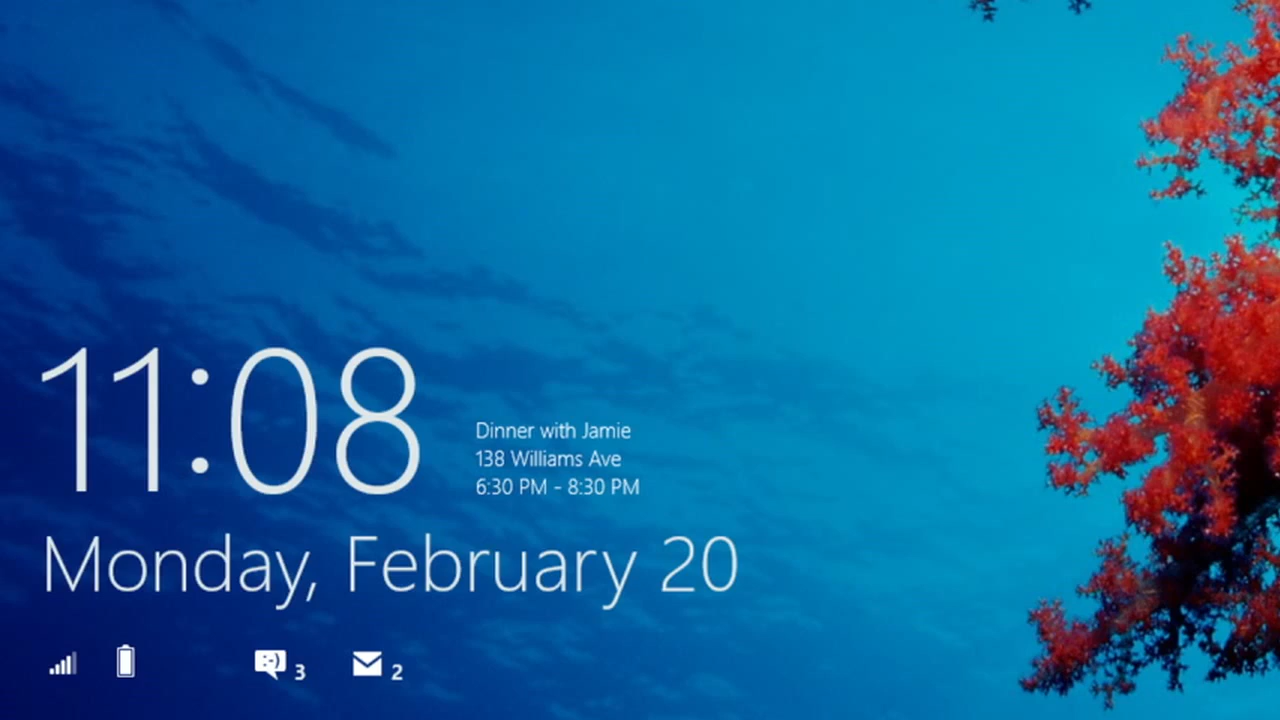 11:08
Dinner with Jamie
138 Williams Ave
6:30 PM - 8:30 PM
Monday, February 20
:-) 3
2